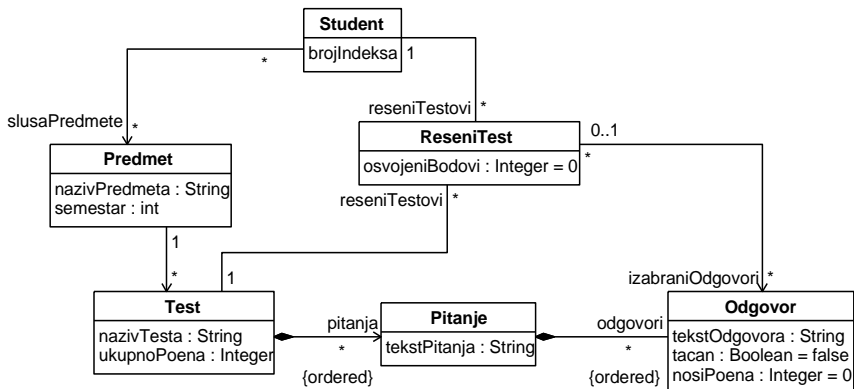 Student
brojIndeksa
*
1
slusaPredmete
*
reseniTestovi
*
Predmet
nazivPredmeta : String
semestar : int
ReseniTest
osvojeniBodovi : Integer = 0
0..1
*
reseniTestovi
*
1
*
1
izabraniOdgovori
*
Test
nazivTesta : String
ukupnoPoena : Integer
pitanja
*
{ordered}
Pitanje
tekstPitanja : String
odgovori
*
{ordered}
Odgovor
tekstOdgovora : String
tacan : Boolean = false
nosiPoena : Integer = 0